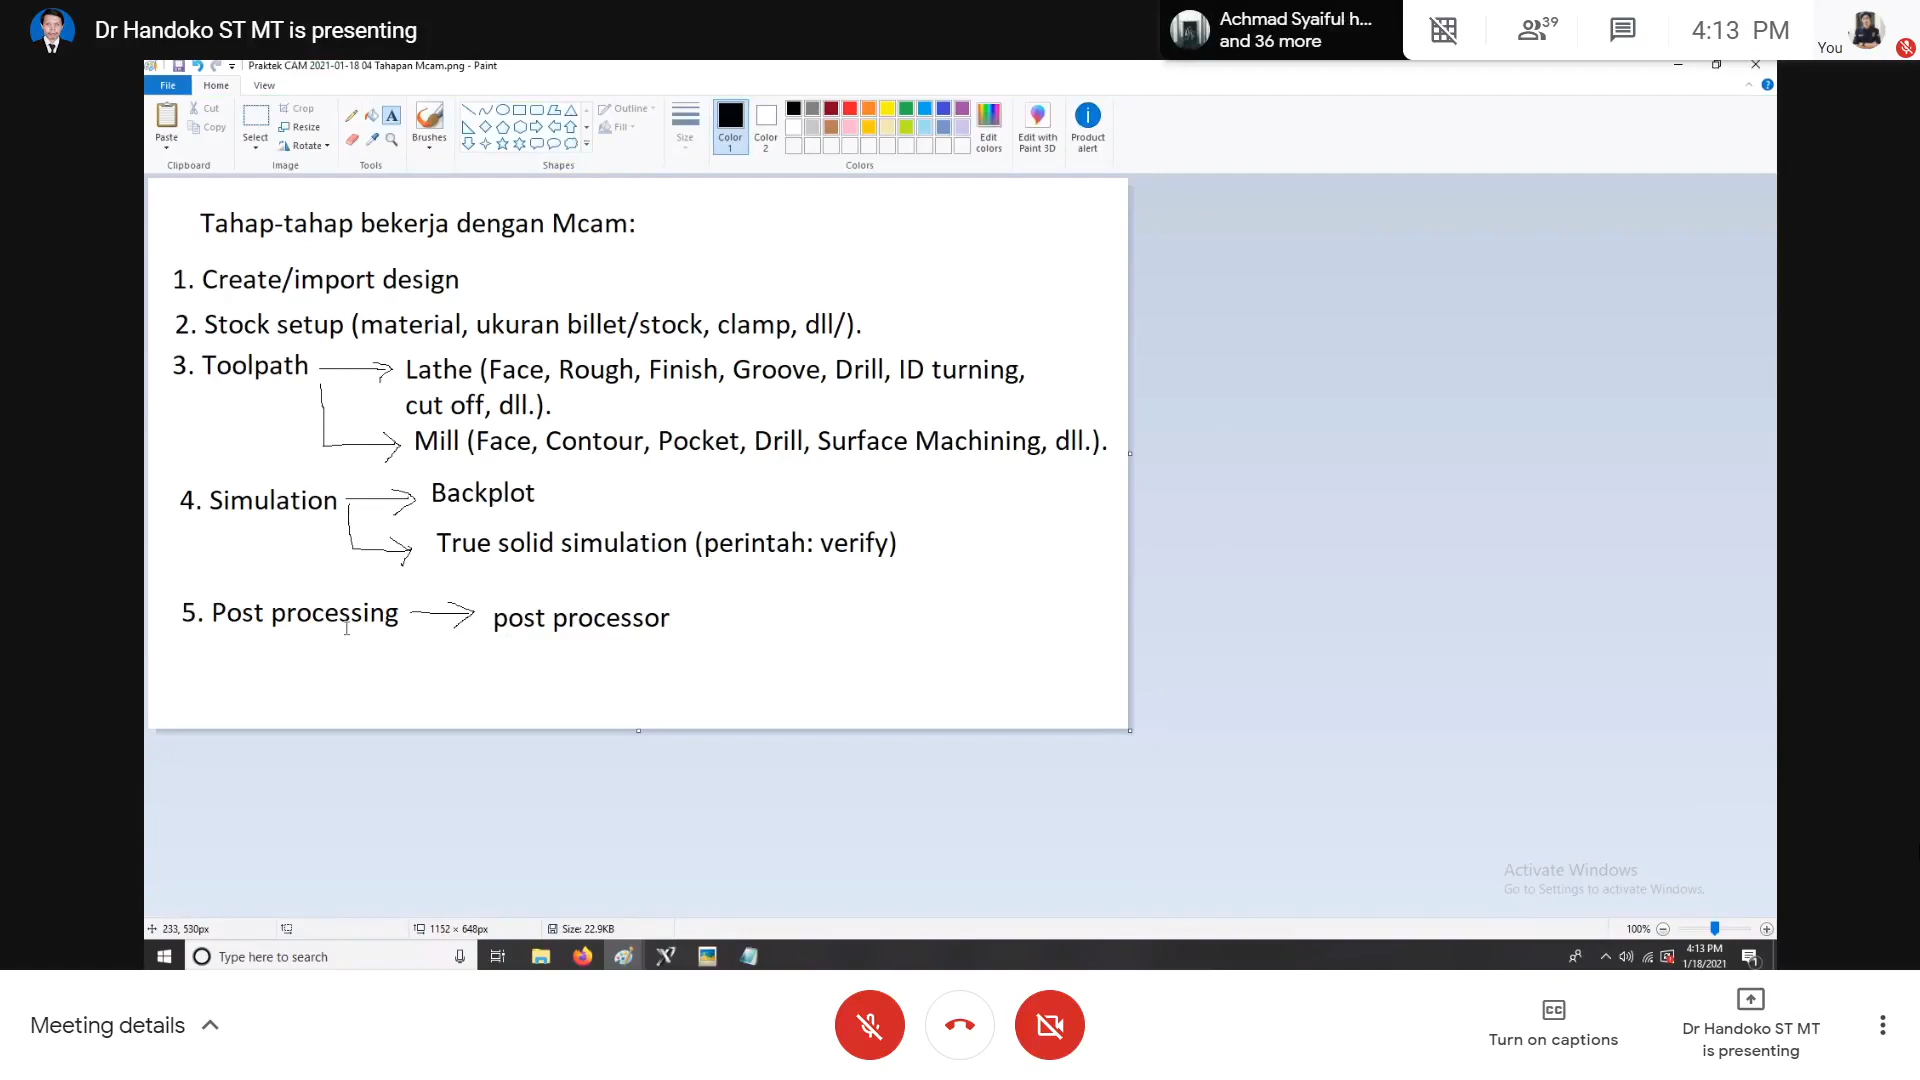 Dr Handoko ST MT is presenting
Achmad Syaiful h...
and 36 more
39
4:13 PM
You
Praktek CAM 2021-01-18 04 Tahapan Mcam.png - Paint
File
Home
View
Paste
Cut
Copy
Clipboard
Select
Crop
Resize
Rotate
Image
A
Tools
Brushes
Shapes
Outline
Fill
Size
Color
1
Color
2
Colors
Edit
colors
Edit with
Paint 3D
Product
alert
Tahap-tahap bekerja dengan Mcam:
1. Create/import design
2. Stock setup (material, ukuran billet/stock, clamp, dll/).
3. Toolpath
Lathe (Face, Rough, Finish, Groove, Drill, ID turning,
cut off, dll.).
Mill (Face, Contour, Pocket, Drill, Surface Machining, dll.).
4. Simulation
Backplot
True solid simulation (perintah: verify)
5. Post processing
post processor
Activate Windows
Go to Settings to activate Windows.
233, 530px
1152 × 648px
Size: 22.9KB
100%
Type here to search
4:13 PM
1/18/2021
1
Meeting details
CC
Turn on captions
Dr Handoko ST MT
is presenting